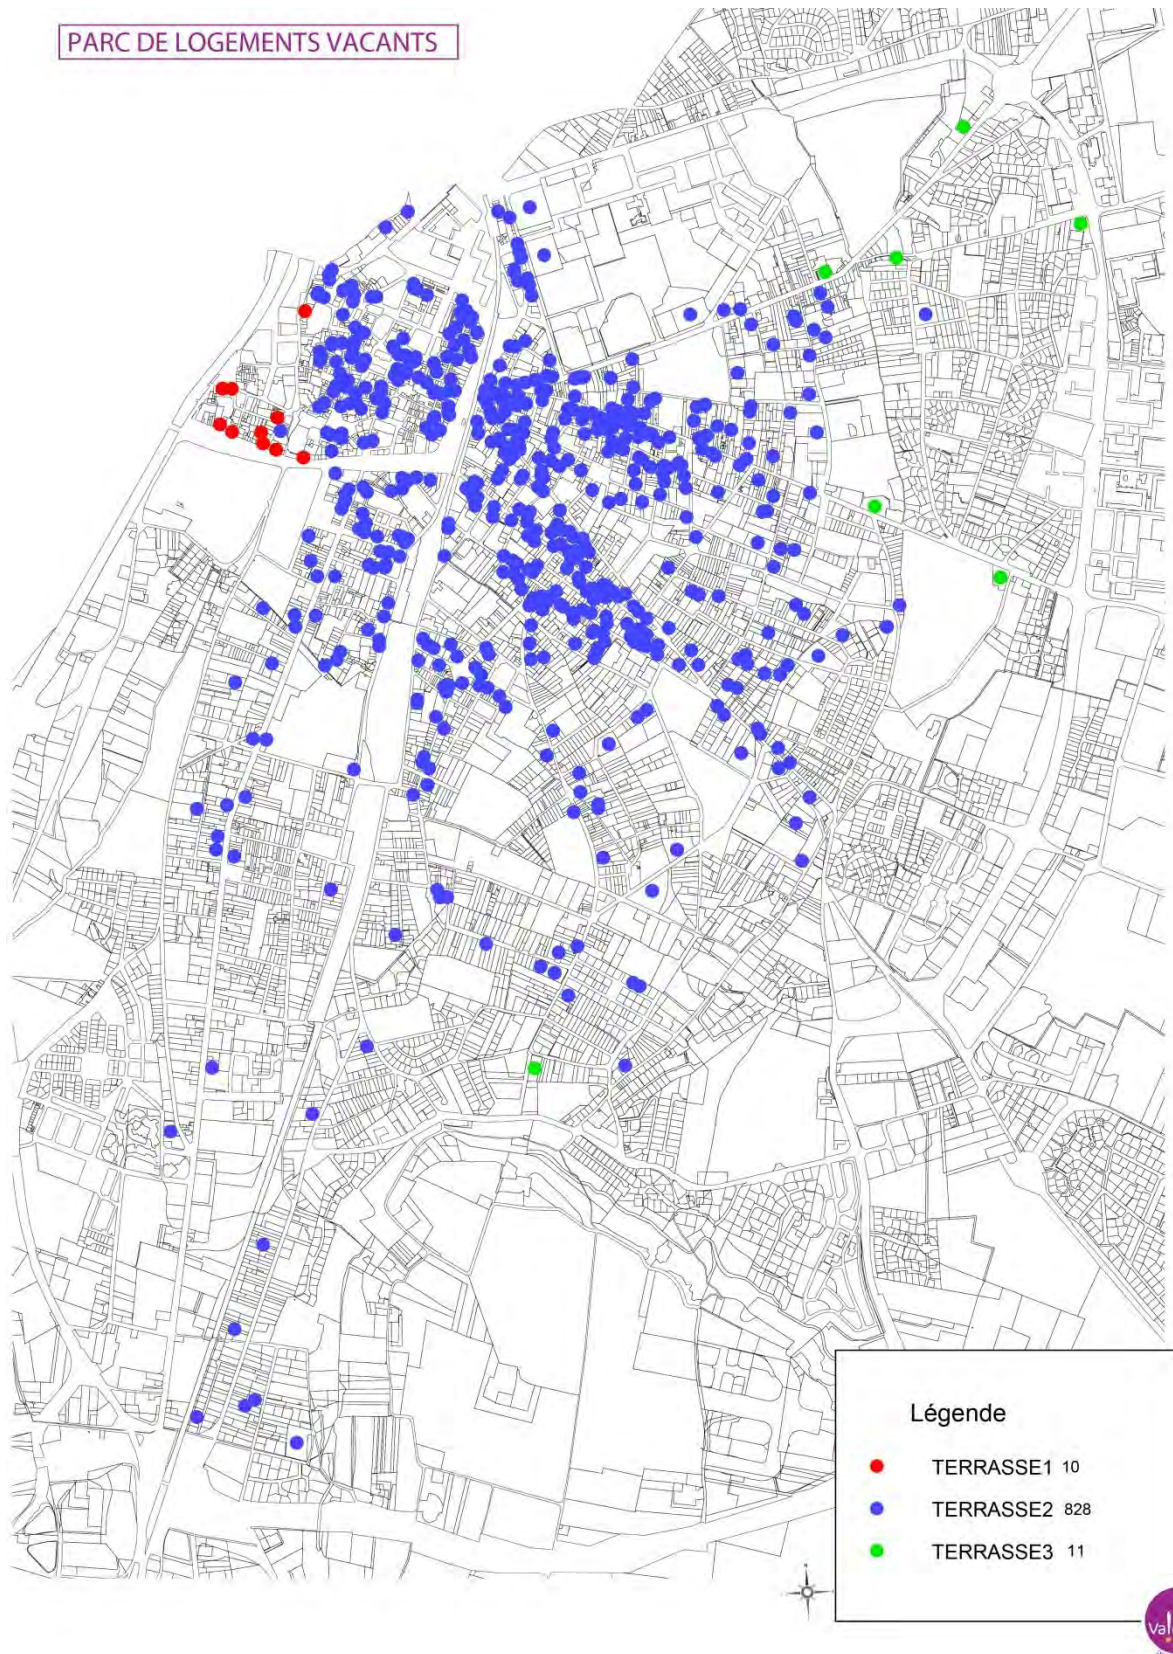 PARC DE LOGEMENTS VACANTS
Légende
TERRASSE1 10
TERRASSE2 828
TERRASSE3 11